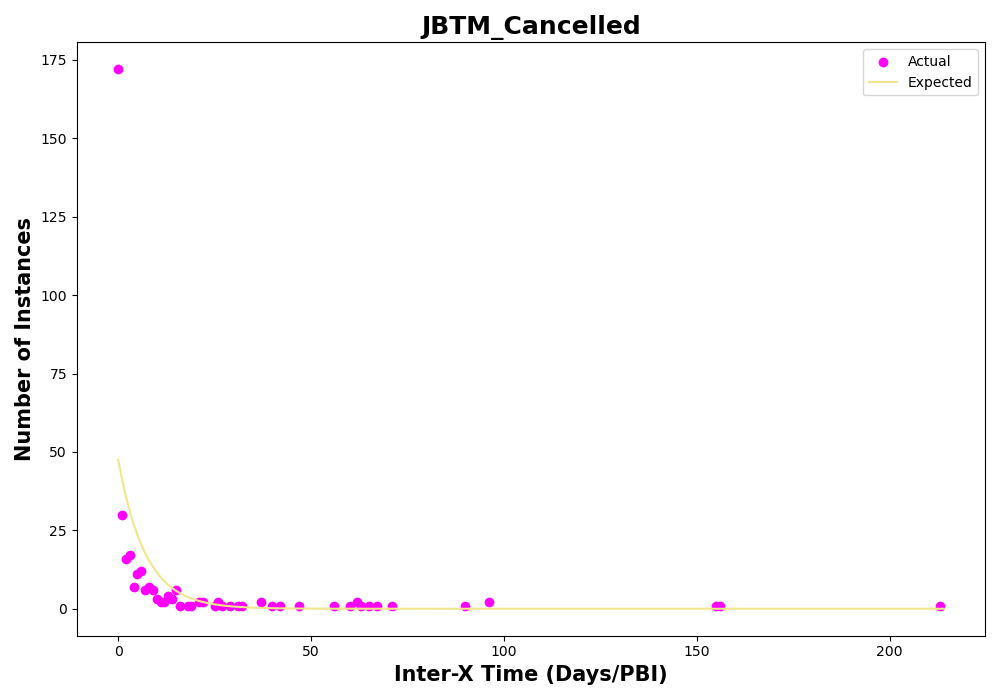 JBTM_Cancelled
Actual
Expected
Number of Instances
175
150
125
100
75
50
25
0
0
50
100
150
200
Inter-X Time (Days/PBI)